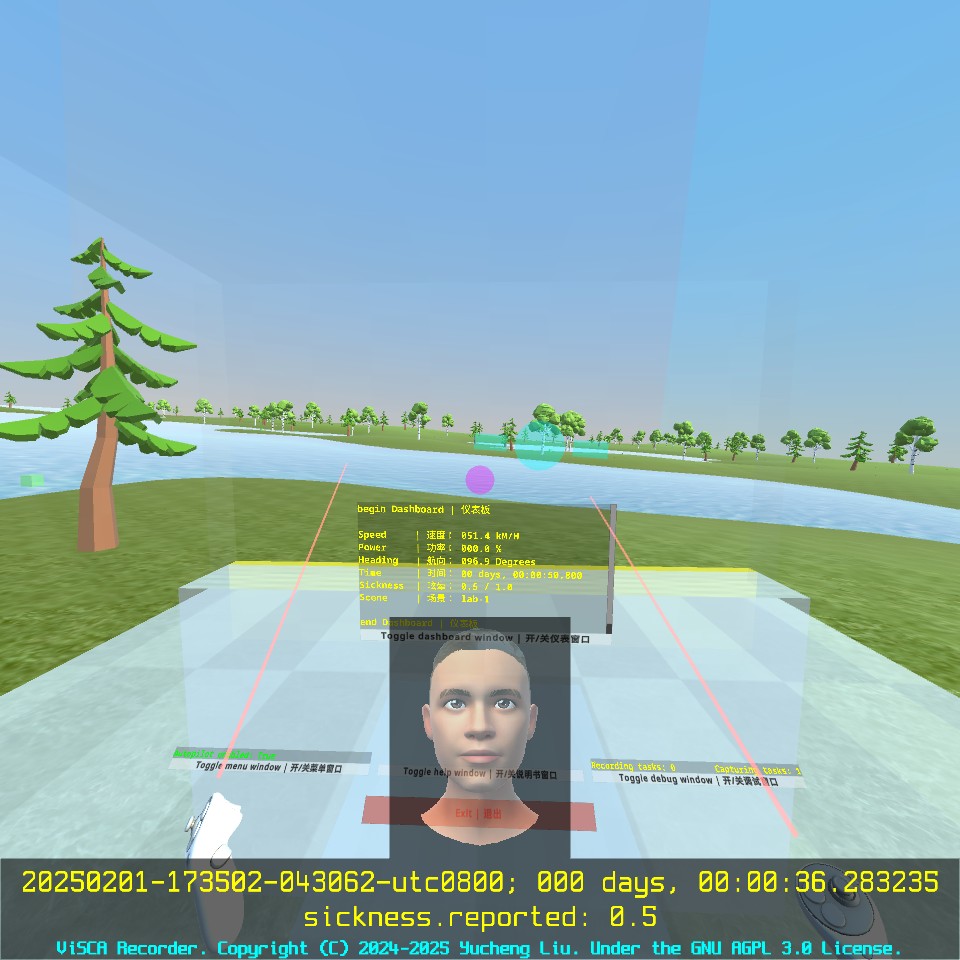 begin Dashboard | 仪表板
Speed | 速度: 051.4 kM/H
Power | 功率: 000.0 %
Heading | 航向: 096.9 Degrees
Time | 时间: 00 days, 00:00:50.800
Sickness | 0.5 / 1.0
Scene | 场景: lab-1
end Dashboard | 仪表板
Toggle dashboard window | 开/关仪表窗口
Toggle menu window | 开/关菜单窗口
Toggle help window | 开/关说明书窗口
Recording tasks: 0 Capturing tasks: 1
Toggle debug window | 开/关调试窗口
Exit | 退出
20250201-173502-043062-utc0800; 000 days, 00:00:36.283235
sickness.reported: 0.5
ViSCA Recorder. Copyright (C) 2024-2025 Yucheng Liu. Under the GNU AGPL 3.0 License.